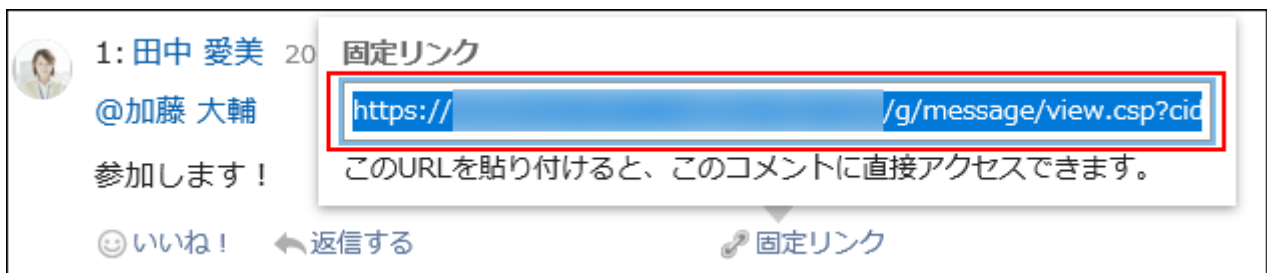 1: 田中 愛美 20
@加藤 大輔
参加します！
いいね！ 返信する 固定リンク
固定リンク
https:// /g/message/view.csp?cid
このURLを貼り付けると、このコメントに直接アクセスできます。